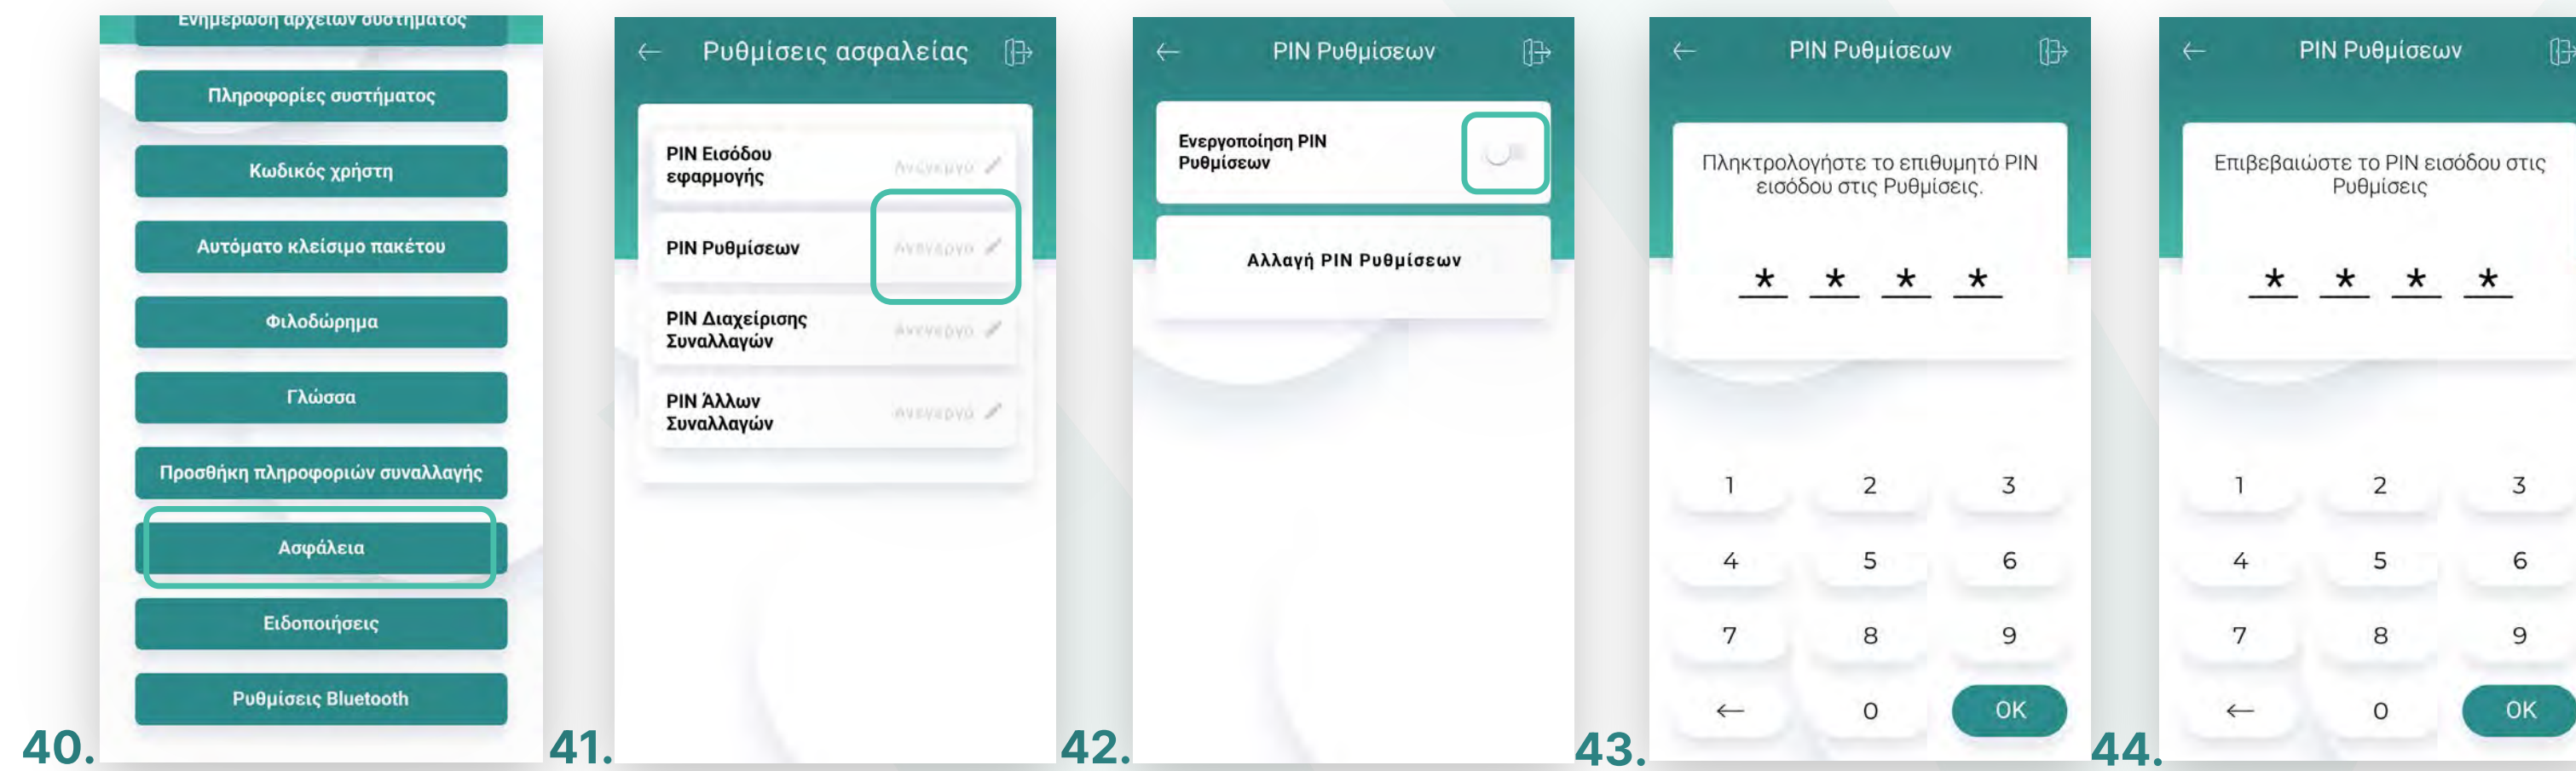 Ενημέρωση αρχείων συστήματος
Πληροφορίες συστήματος
Κωδικός χρήστη
Αυτόματο κλείσιμο πακέτου
Φιλοδώρημα
Γλώσσα
Προσθήκη πληροφοριών συναλλαγής
Ασφάλεια
Ειδοποιήσεις
Ρυθμίσεις Bluetooth
40.
Ρυθμίσεις ασφαλείας
PIN Εισόδου
εφαρμογής
Ανενεργό
PIN Ρυθμίσεων
Ανενεργό
PIN Διαχείρισης
Συναλλαγών
Ανενεργό
PIN Άλλων
Συναλλαγών
Ανενεργό
41.
PIN Ρυθμίσεων
Ενεργοποίηση PIN
Ρυθμίσεων
Αλλαγή PIN Ρυθμίσεων
42.
PIN Ρυθμίσεων
Πληκτρολογήστε το επιθυμητό PIN
εισόδου στις Ρυθμίσεις.
* * * *
1 2 3
4 5 6
7 8 9
← 0 OK
43.
PIN Ρυθμίσεων
Επιβεβαιώστε το PIN εισόδου στις
Ρυθμίσεις
* * * *
1 2 3
4 5 6
7 8 9
← 0 OK
44.